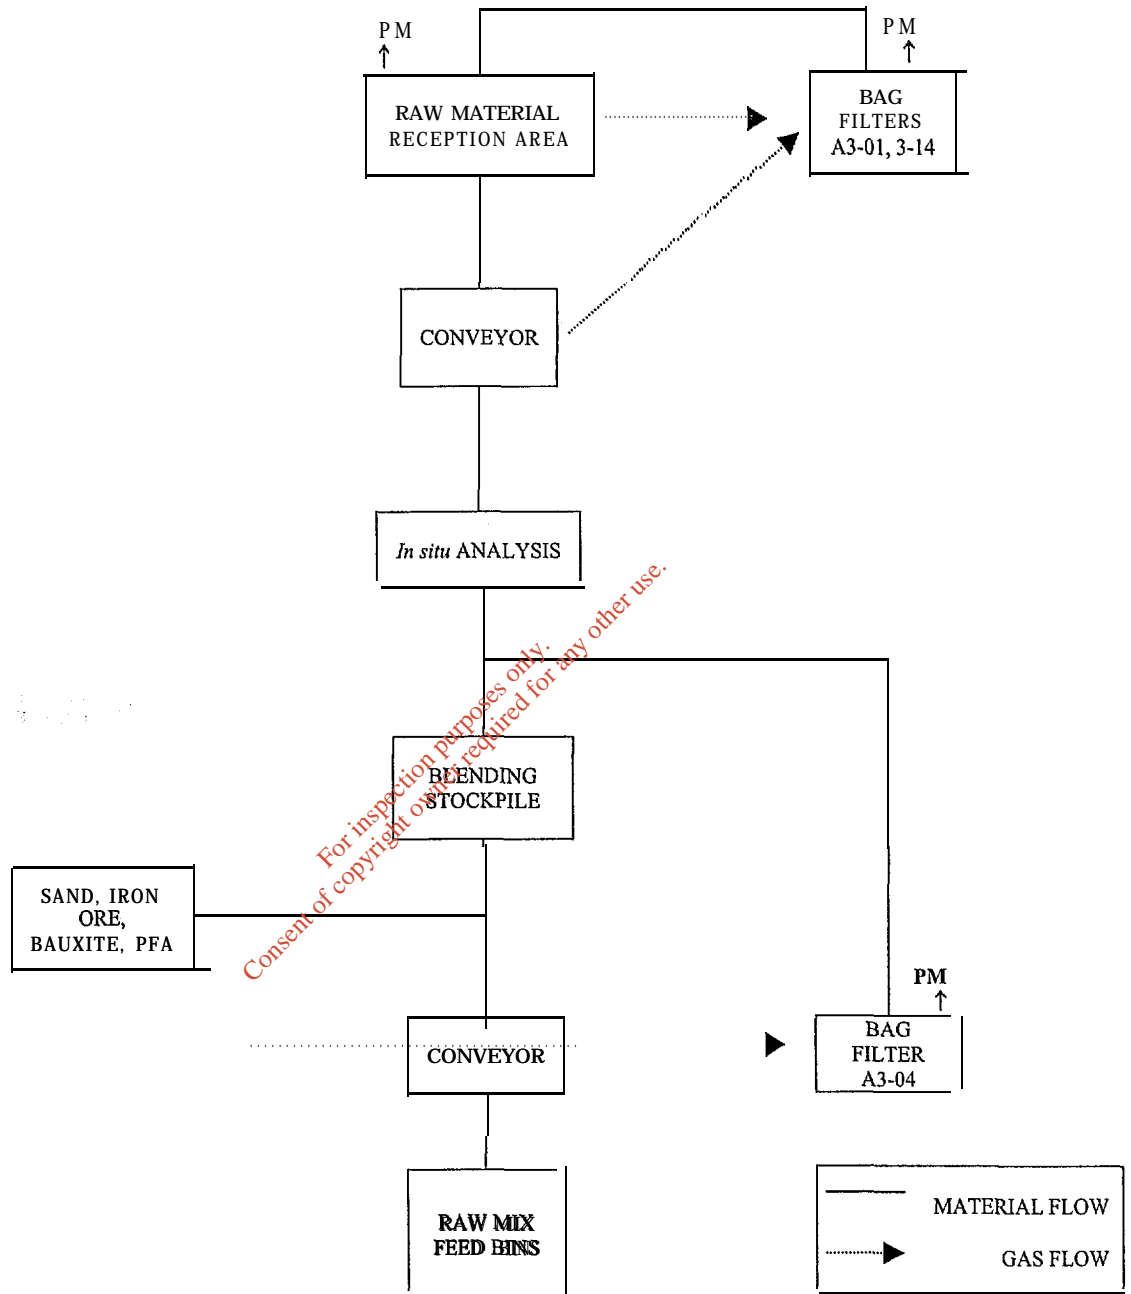 PM
PM
RAW MATERIAL
RECEPTION AREA
BAG
FILTERS
A3-01, 3-14
CONVEYOR
In situ ANALYSIS
BLENDING
STOCKPILE
For inspection purposes only.
Consent of copyright owner required for any other use.
SAND, IRON
ORE,
BAUXITE, PFA
PM
BAG
FILTER
A3-04
CONVEYOR
RAW MIX
FEED BINS
MATERIAL FLOW
GAS FLOW